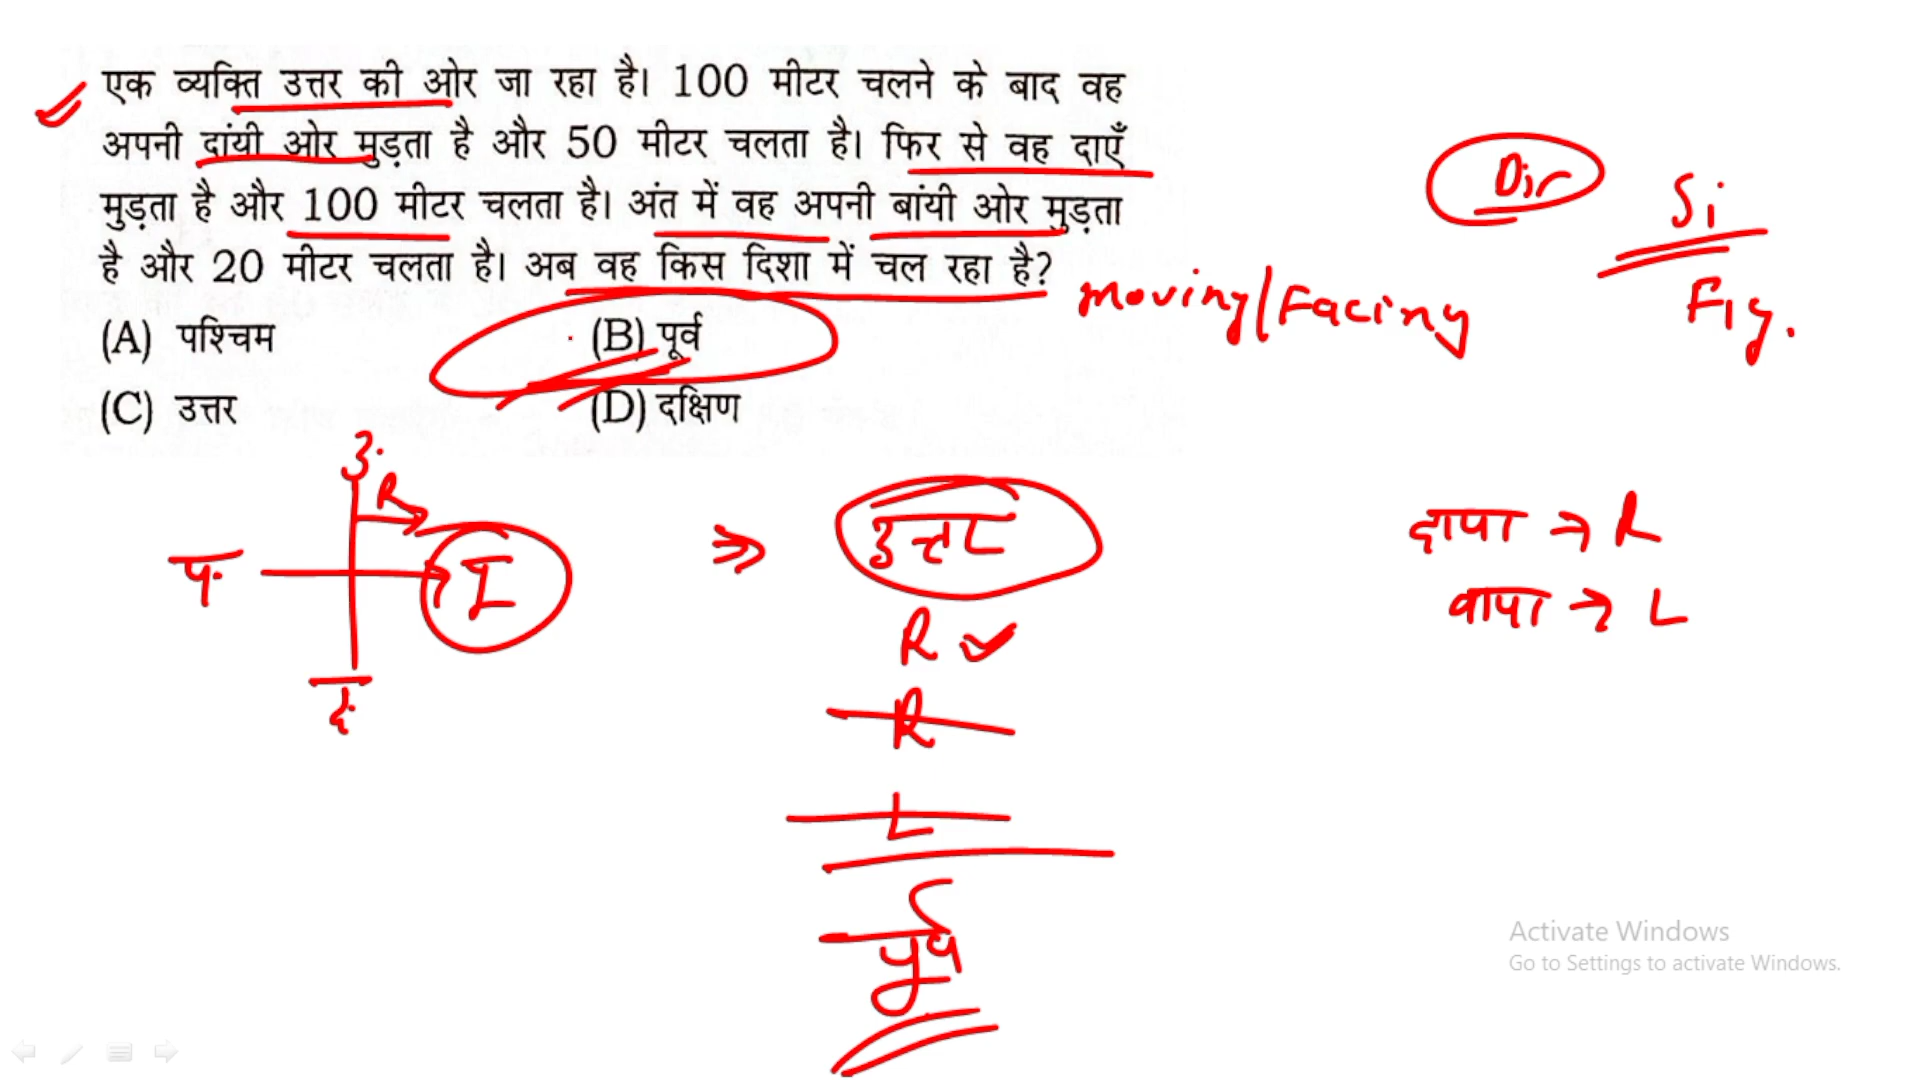 एक व्यक्ति उत्तर की ओर जा रहा है। 100 मीटर चलने के बाद वह
अपनी दांयी ओर मुड़ता है और 50 मीटर चलता है। फिर से वह दाएँ
मुड़ता है और 100 मीटर चलता है। अंत में वह अपनी बांयी ओर मुड़ता
है और 20 मीटर चलता है। अब वह किस दिशा में चल रहा है?
(A) पश्चिम (B) पूर्व
(C) उत्तर (D) दक्षिण
Dir
Si
Fig.
moving/Facing
उ.
R
प.
पू
द.
⇒ उत्तर
R ✓
R
L
पूर्व
दाया → R
वाया → L
Activate Windows
Go to Settings to activate Windows.